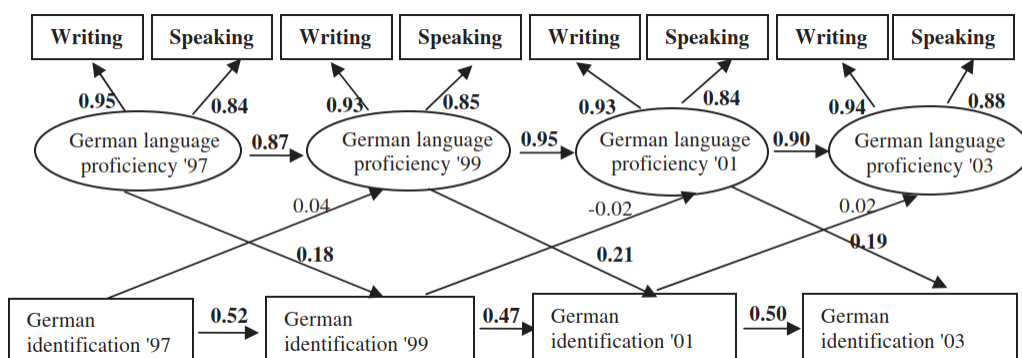 Writing Speaking Writing Speaking Writing Speaking Writing Speaking
0.95 0.84 0.93 0.85 0.93 0.84 0.94 0.88
German language
proficiency '97
0.87
German language
proficiency '99
0.95
German language
proficiency '01
0.90
German language
proficiency '03
0.04 -0.02 0.02
0.18 0.21 0.19
German
identification '97
0.52
German
identification '99
0.47
German
identification '01
0.50
German
identification '03